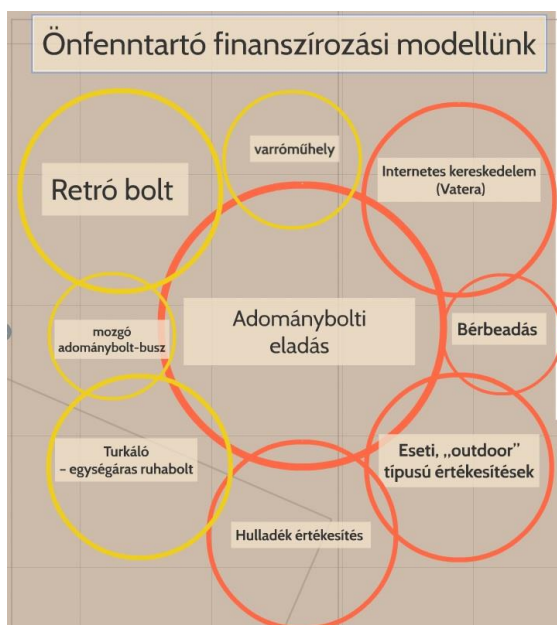 Önfenntartó finanszírozási modellünk
varróműhely
Retró bolt
Internetes kereskedelem
(Vatera)
Adománybolti
eladás
mozgó
adománybolt-busz
Bérbeadás
Turkáló
– egységáras ruhabolt
Eseti, „outdoor”
típusú értékesítések
Hulladék értékesítés